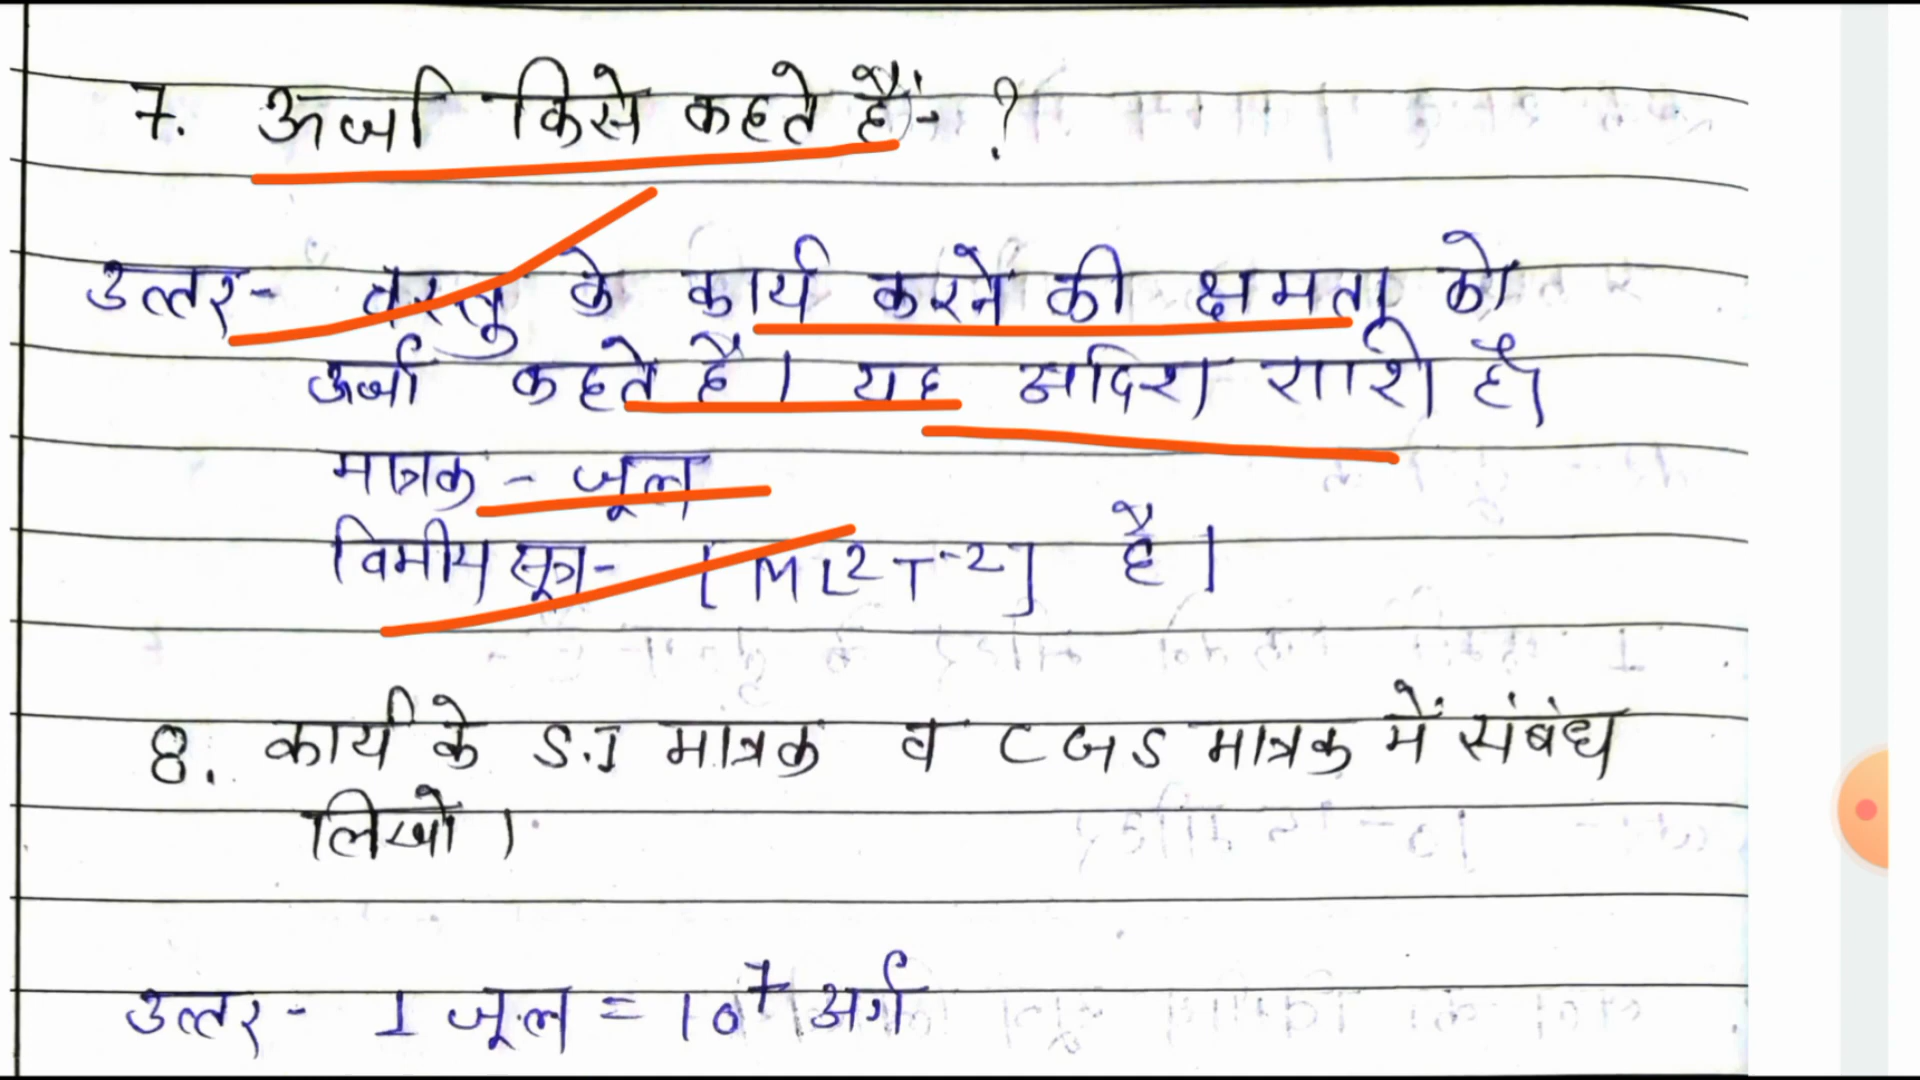 7. ऊर्जा किसे कहते हैं- ?
उत्तर- वस्तु के कार्य करने की क्षमता को
ऊर्जा कहते है। यह अदिश राशि है।
मात्रक - जूल
विमीय सूत्र- [ML²T⁻²] है।
8. कार्य के S.I मात्रक व CGS मात्रक में संबंध
लिखो।
उत्तर- 1 जूल = 10⁷ अर्ग